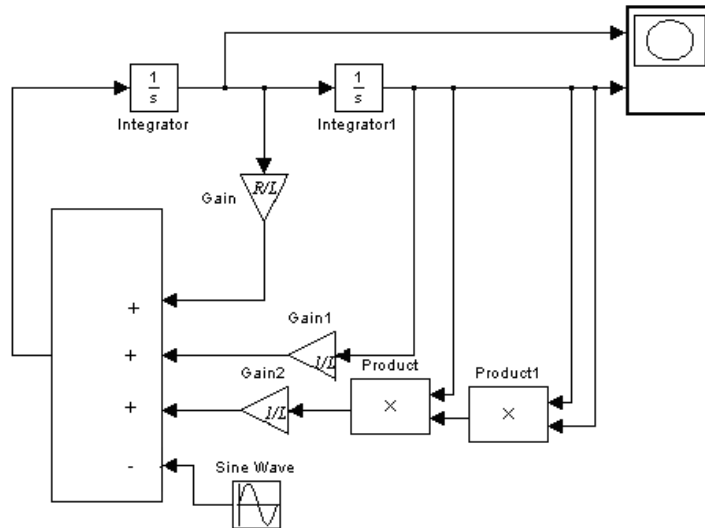 1
s
Integrator
1
s
Integrator1
R/L
Gain
+
Gain1
+
1/L
Product
Product1
Gain2
+
1/L
×
×
-
Sine Wave